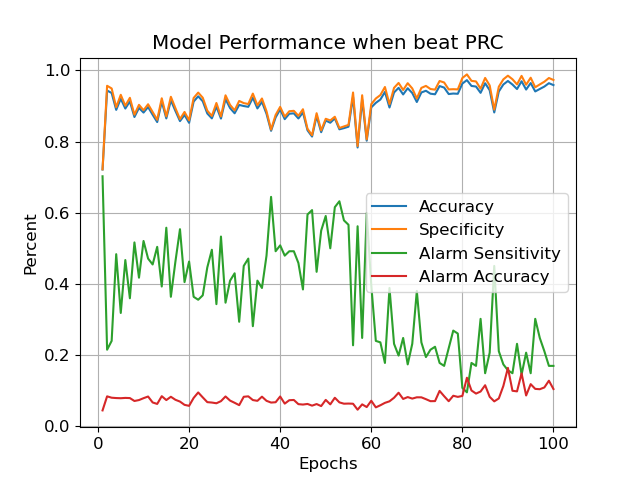 Model Performance when beat PRC
1.0
0.8
0.6
0.4
0.2
0.0
Percent
Accuracy
Specificity
Alarm Sensitivity
Alarm Accuracy
0 20 40 60 80 100
Epochs